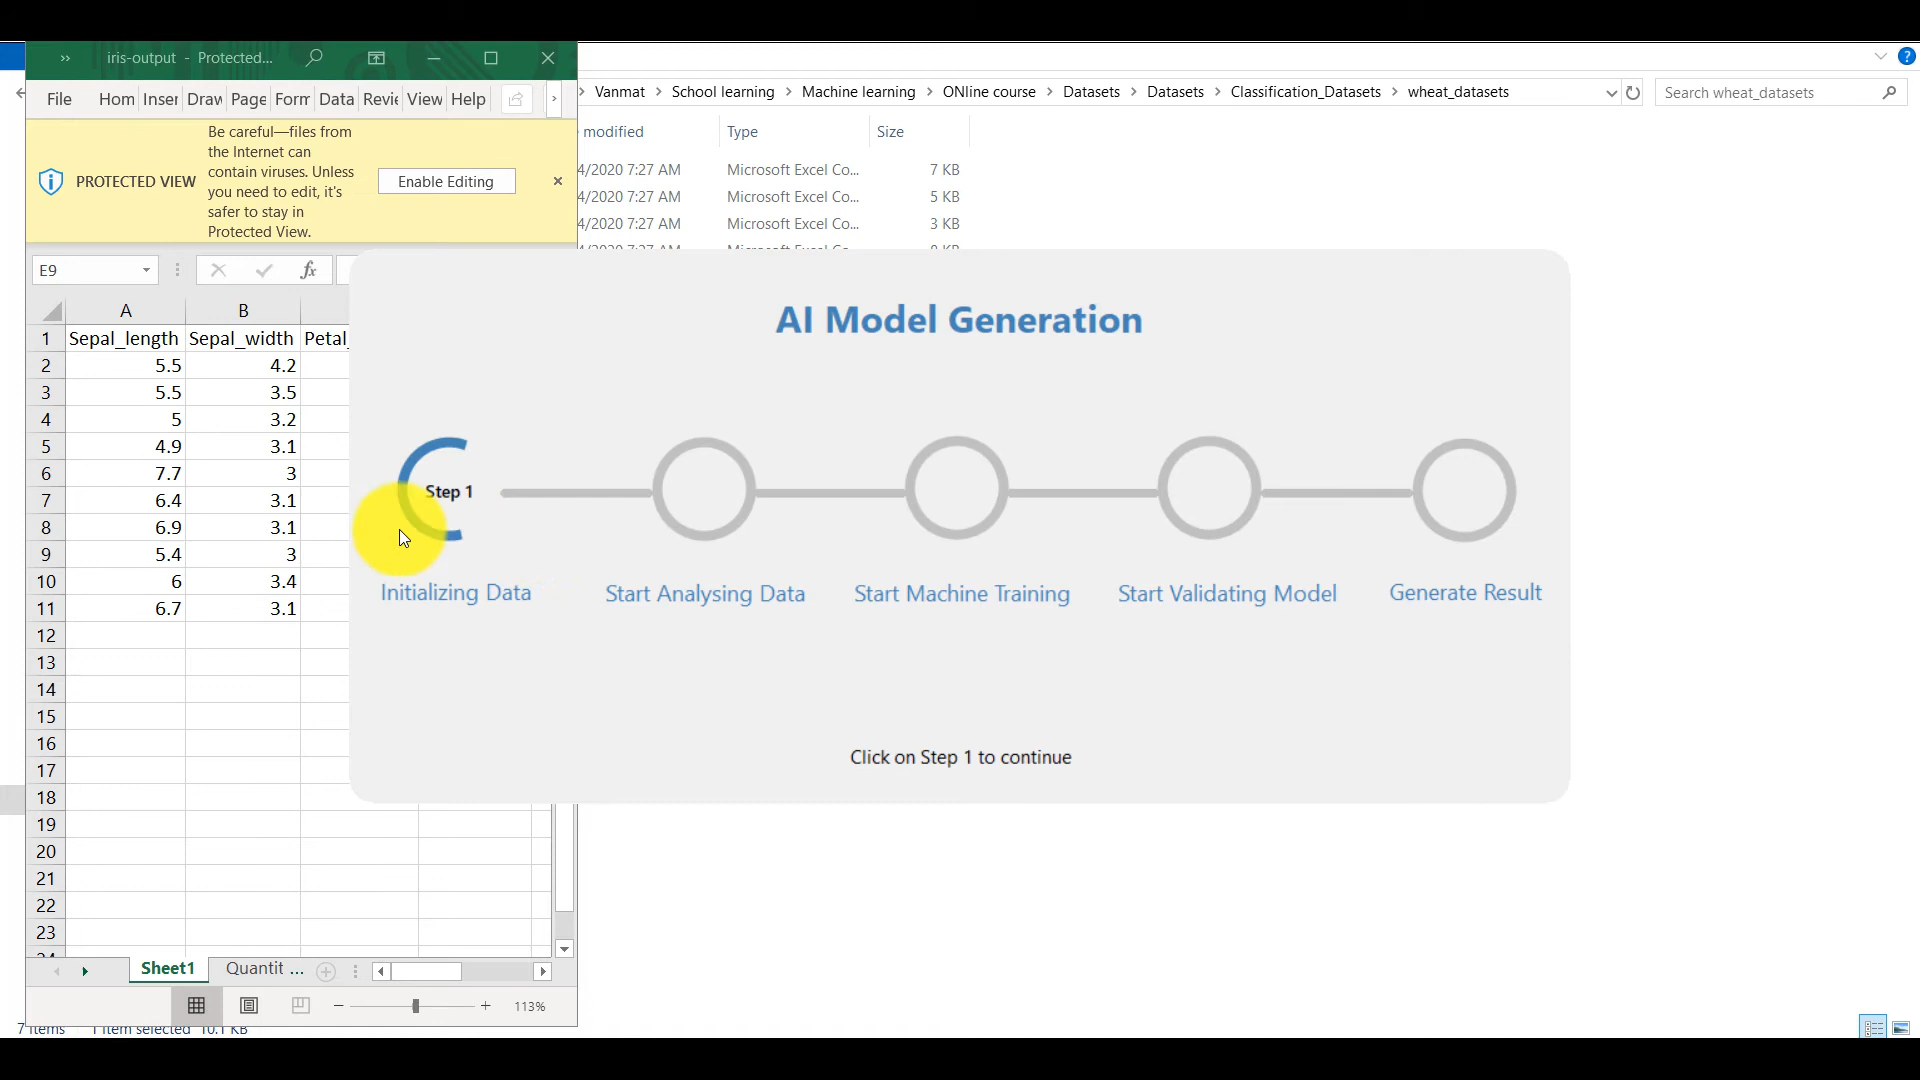 iris-output - Protected...
File Hom Inser Draw Page Form Data Revie View Help
PROTECTED VIEW
Be careful—files from
the Internet can
contain viruses. Unless
you need to edit, it's
safer to stay in
Protected View.
Enable Editing
Vanmat > School learning > Machine learning > ONline course > Datasets > Datasets > Classification_Datasets > wheat_datasets
Search wheat_datasets
modified Type Size
4/2020 7:27 AM Microsoft Excel Co... 7 KB
4/2020 7:27 AM Microsoft Excel Co... 5 KB
4/2020 7:27 AM Microsoft Excel Co... 3 KB
E9
fx
A B
1 Sepal_length Sepal_width Petal_
2 5.5 4.2
3 5.5 3.5
4 5 3.2
5 4.9 3.1
6 7.7 3
7 6.4 3.1
8 6.9 3.1
9 5.4 3
10 6 3.4
11 6.7 3.1
12
13
14
15
16
17
18
19
20
21
22
23
AI Model Generation
Step 1
Initializing Data
Start Analysing Data
Start Machine Training
Start Validating Model
Generate Result
Click on Step 1 to continue
Sheet1 Quantit ...
113%
7 items 1 item selected 10.1 KB